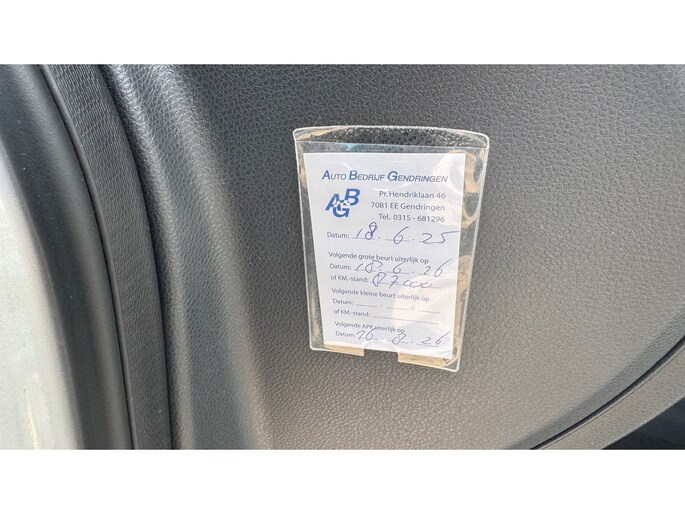 AUTO BEDRIJF GENDRINGEN
ABG
Pr. Hendriklaan 46
7081 EE Gendringen
Tel. 0315 - 681296
Datum: 18.6.25
Volgende grote beurt uiterlijk op
Datum: 18.6.26
of KM.-stand: 87000
Volgende kleine beurt uiterlijk op
Datum:
of KM.-stand:
Volgende APK uiterlijk op
Datum: 16.8.26